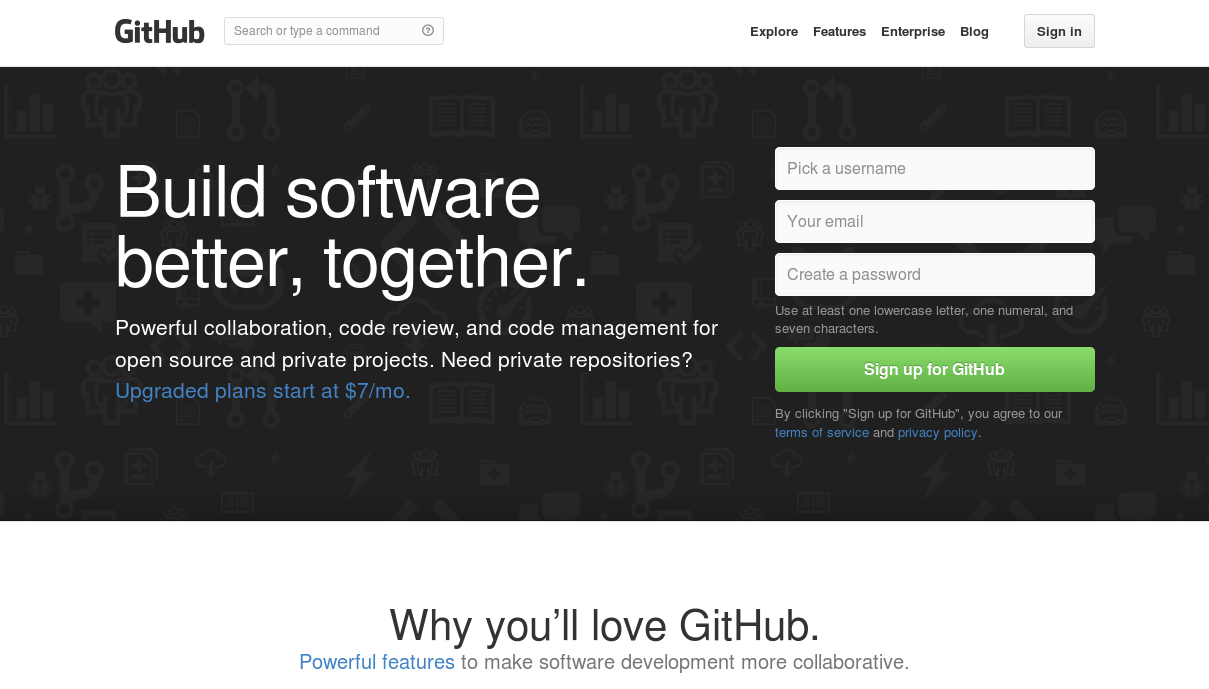 GitHub
Search or type a command
Explore Features Enterprise Blog
Sign in
Build software
better, together.
Powerful collaboration, code review, and code management for
open source and private projects. Need private repositories?
Upgraded plans start at $7/mo.
Pick a username
Your email
Create a password
Use at least one lowercase letter, one numeral, and
seven characters.
Sign up for GitHub
By clicking "Sign up for GitHub", you agree to our
terms of service and privacy policy.
Why you’ll love GitHub.
Powerful features to make software development more collaborative.